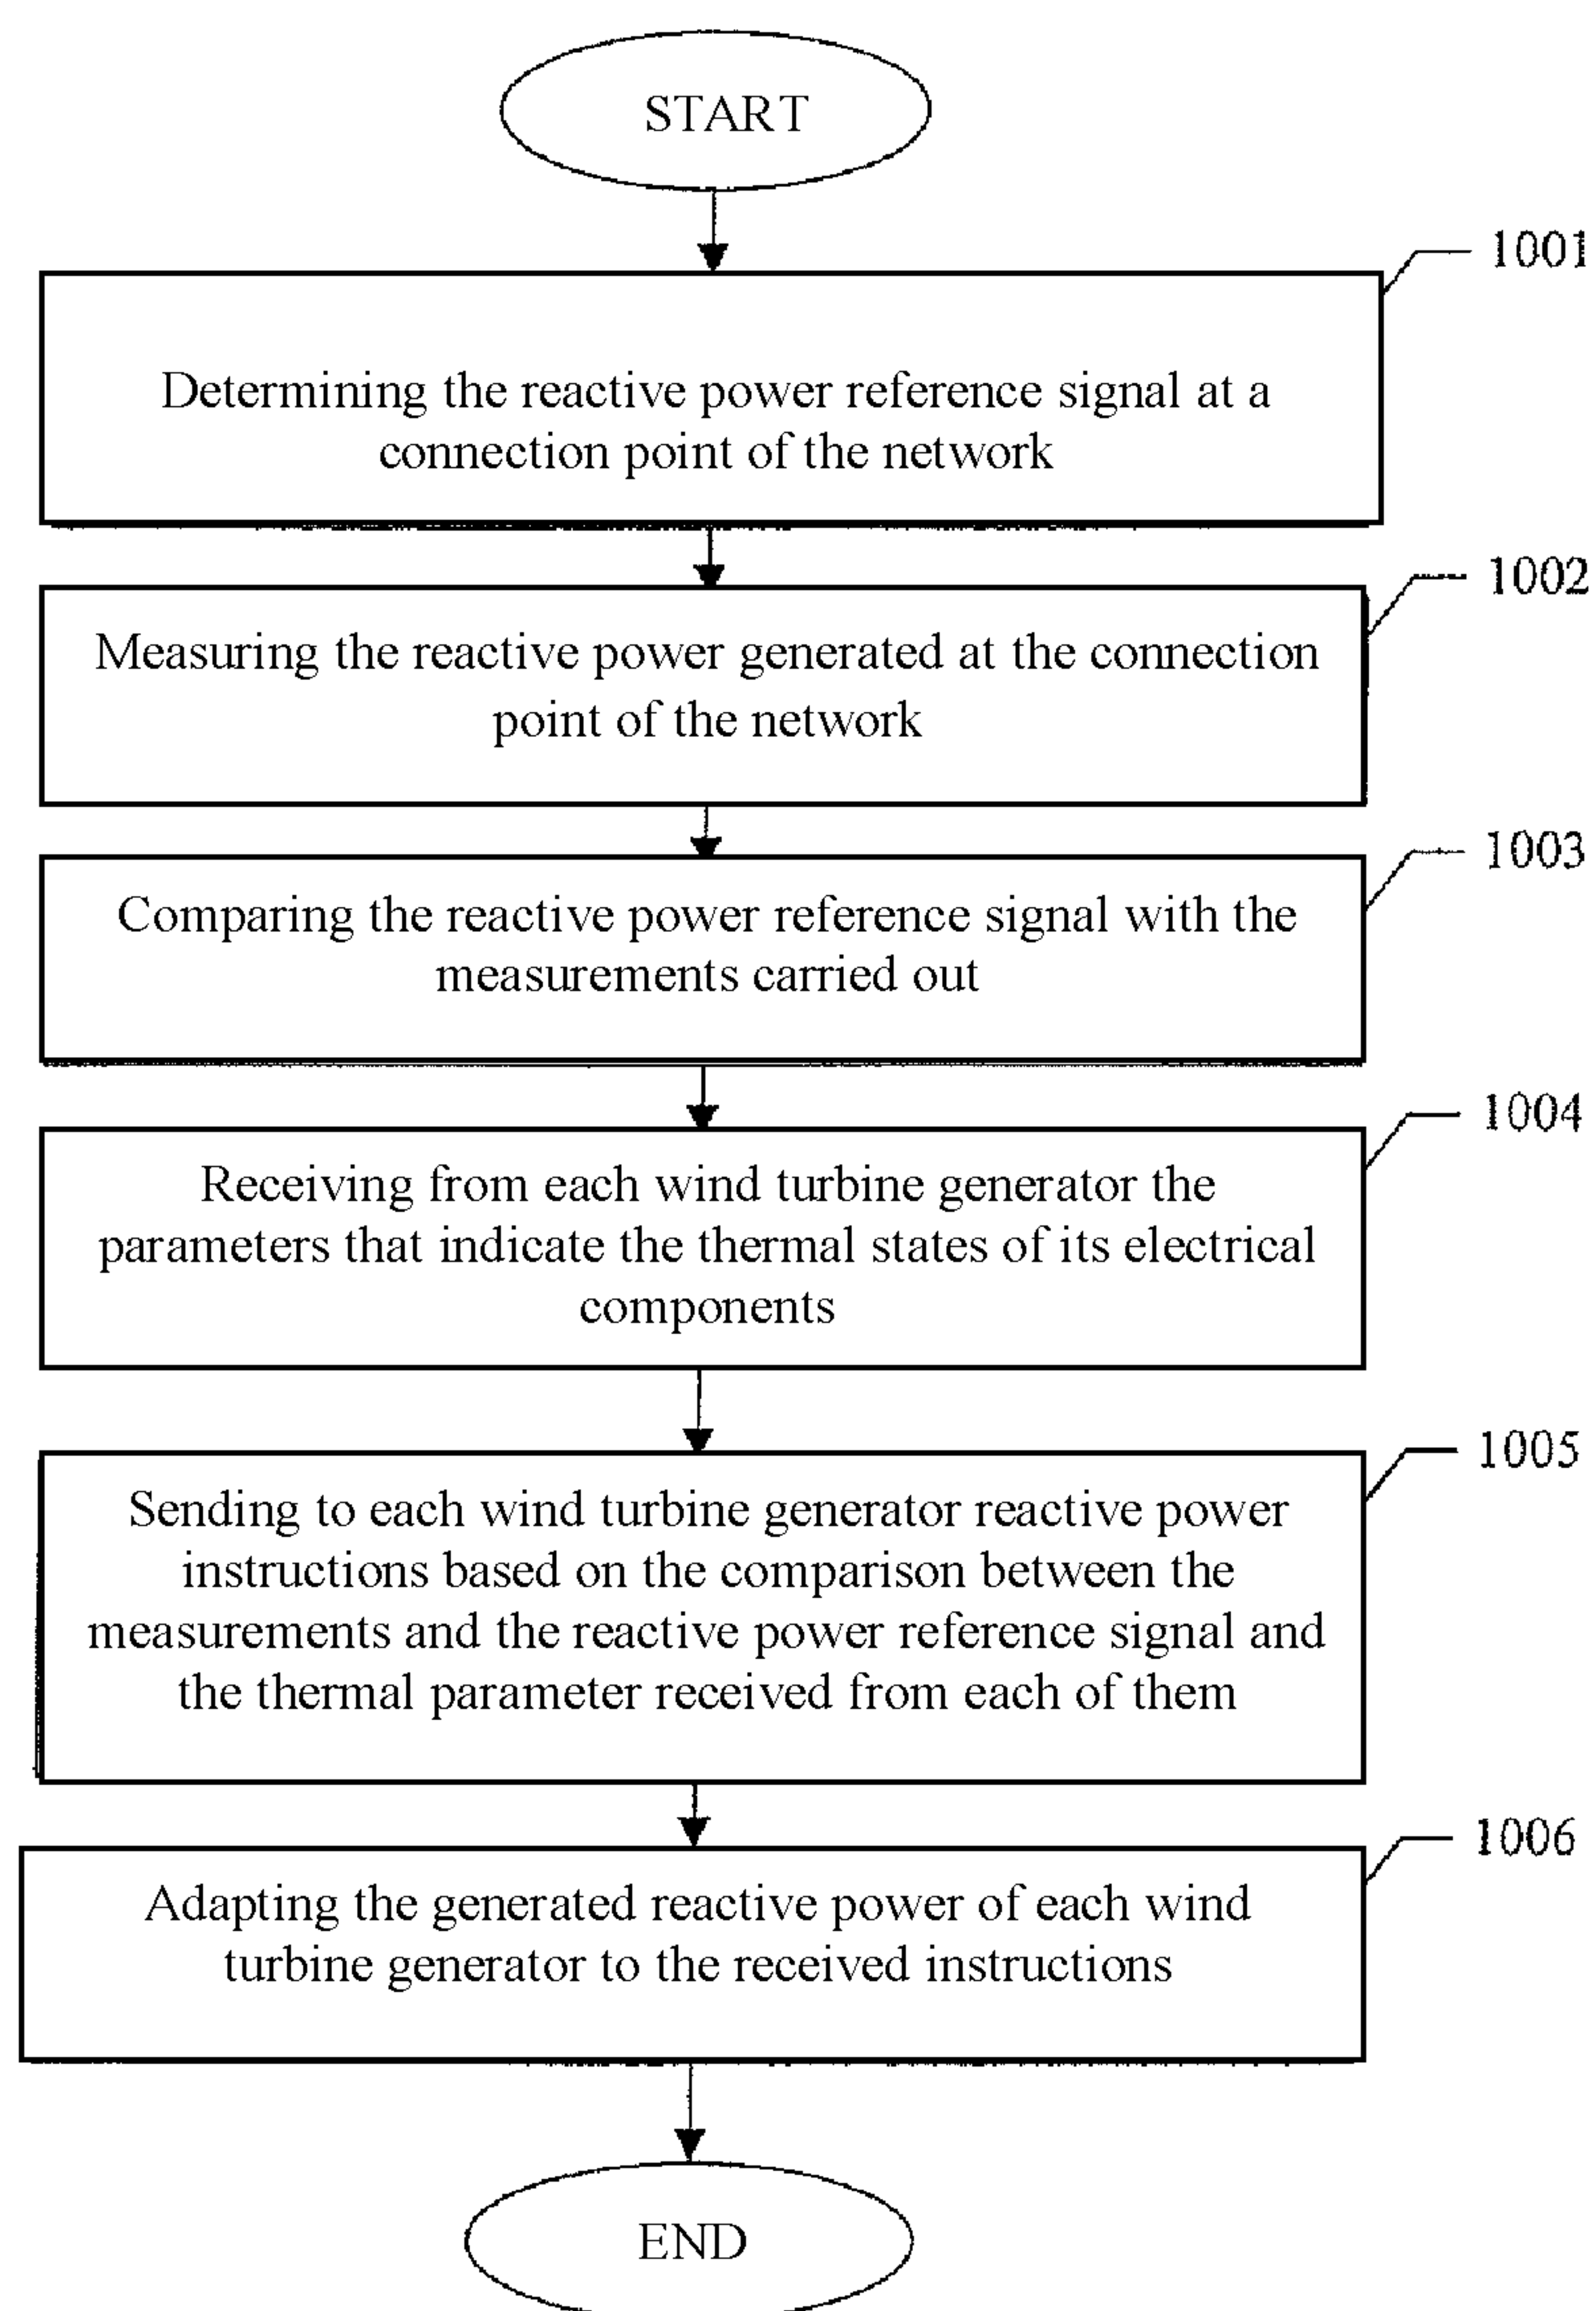 START
1001
Determining the reactive power reference signal at a
connection point of the network
1002
Measuring the reactive power generated at the connection
point of the network
1003
Comparing the reactive power reference signal with the
measurements carried out
1004
Receiving from each wind turbine generator the
parameters that indicate the thermal states of its electrical
components
1005
Sending to each wind turbine generator reactive power
instructions based on the comparison between the
measurements and the reactive power reference signal and
the thermal parameter received from each of them
1006
Adapting the generated reactive power of each wind
turbine generator to the received instructions
END